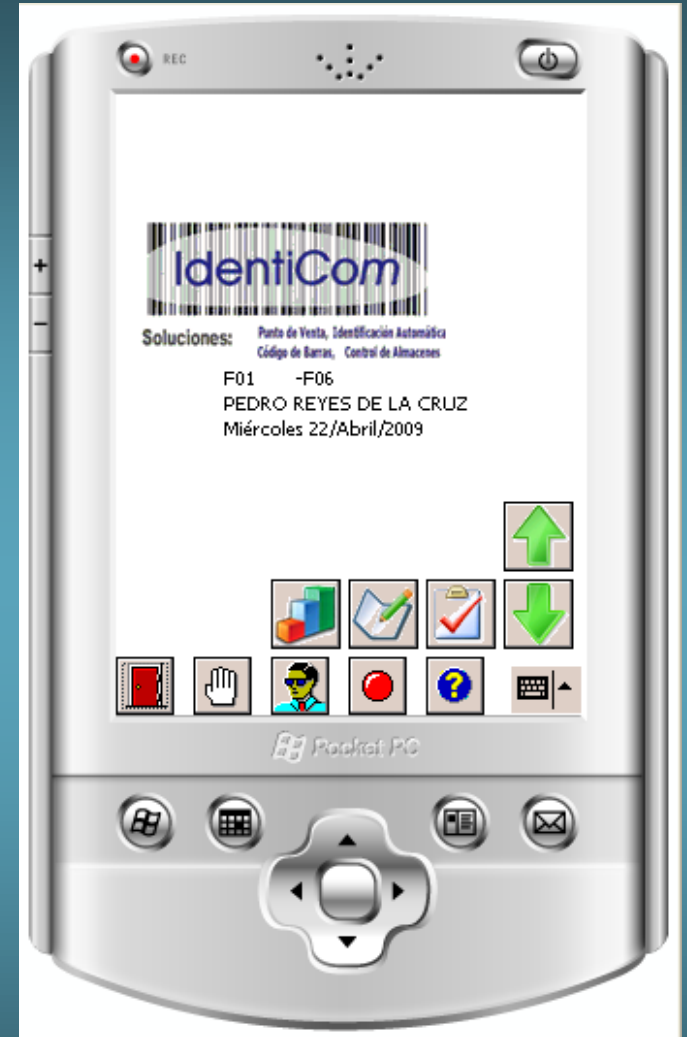 REC
IdentiCom
Soluciones: Punto de Venta, Identificación Automática
Código de Barras, Control de Almacenes
F01 -F06
PEDRO REYES DE LA CRUZ
Miércoles 22/Abril/2009
Pocket PC